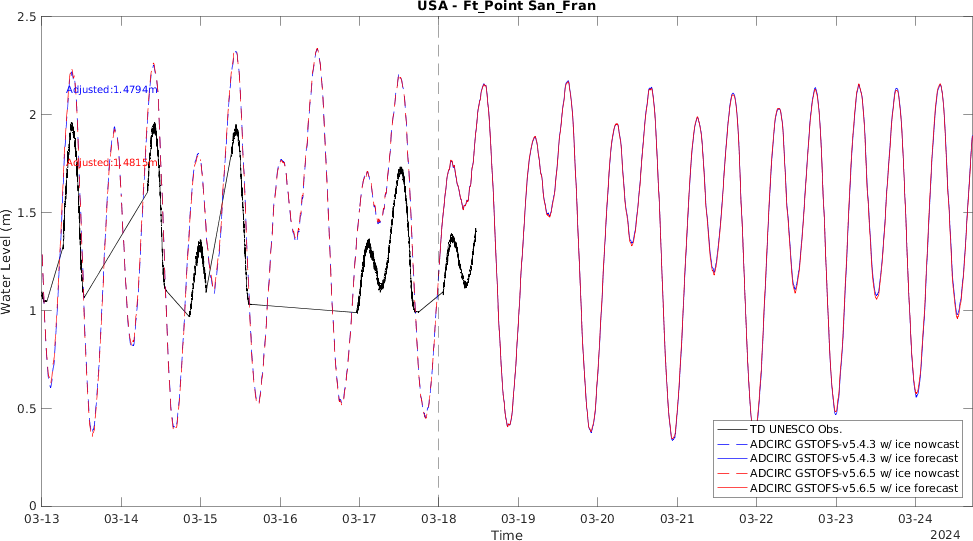 USA - Ft_Point San_Fran
2.5
2
1.5
1
0.5
0
Water Level (m)
Adjusted:1.4794m
Adjusted:1.4815m
TD UNESCO Obs.
ADCIRC GSTOFS-v5.4.3 w/ ice nowcast
ADCIRC GSTOFS-v5.4.3 w/ ice forecast
ADCIRC GSTOFS-v5.6.5 w/ ice nowcast
ADCIRC GSTOFS-v5.6.5 w/ ice forecast
03-13 03-14 03-15 03-16 03-17 03-18 03-19 03-20 03-21 03-22 03-23 03-24
Time
2024